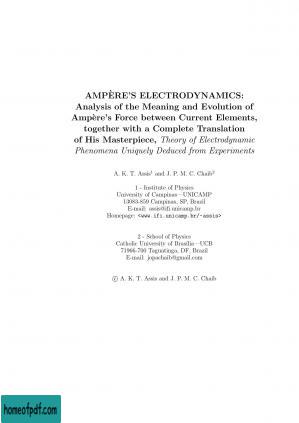 AMPÈRE'S ELECTRODYNAMICS:
Analysis of the Meaning and Evolution of
Ampère's Force between Current Elements,
together with a Complete Translation
of His Masterpiece, Theory of Electrodynamic
Phenomena Uniquely Deduced from Experiments
A. K. T. Assis¹ and J. P. M. C. Chaib²
1 - Institute of Physics
University of Campinas—UNICAMP
13083-859 Campinas, SP, Brazil
E-mail: assis@ifi.unicamp.br
Homepage: <www.ifi.unicamp.br/~assis>
2 - School of Physics
Catholic University of Brasília—UCB
71966-700 Taguatinga, DF, Brazil
E-mail: jopachaib@gmail.com
© A. K. T. Assis and J. P. M. C. Chaib
homeofpdf.com